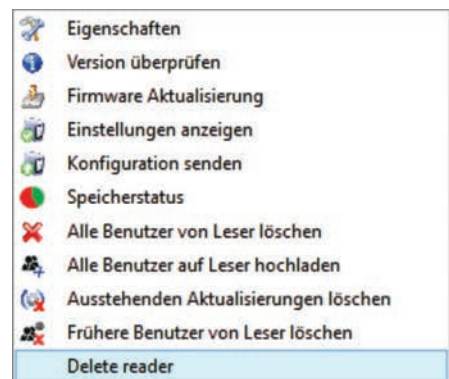 Eigenschaften
Version überprüfen
Firmware Aktualisierung
Einstellungen anzeigen
Konfiguration senden
Speicherstatus
Alle Benutzer von Leser löschen
Alle Benutzer auf Leser hochladen
Ausstehenden Aktualisierungen löschen
Frühere Benutzer von Leser löschen
Delete reader